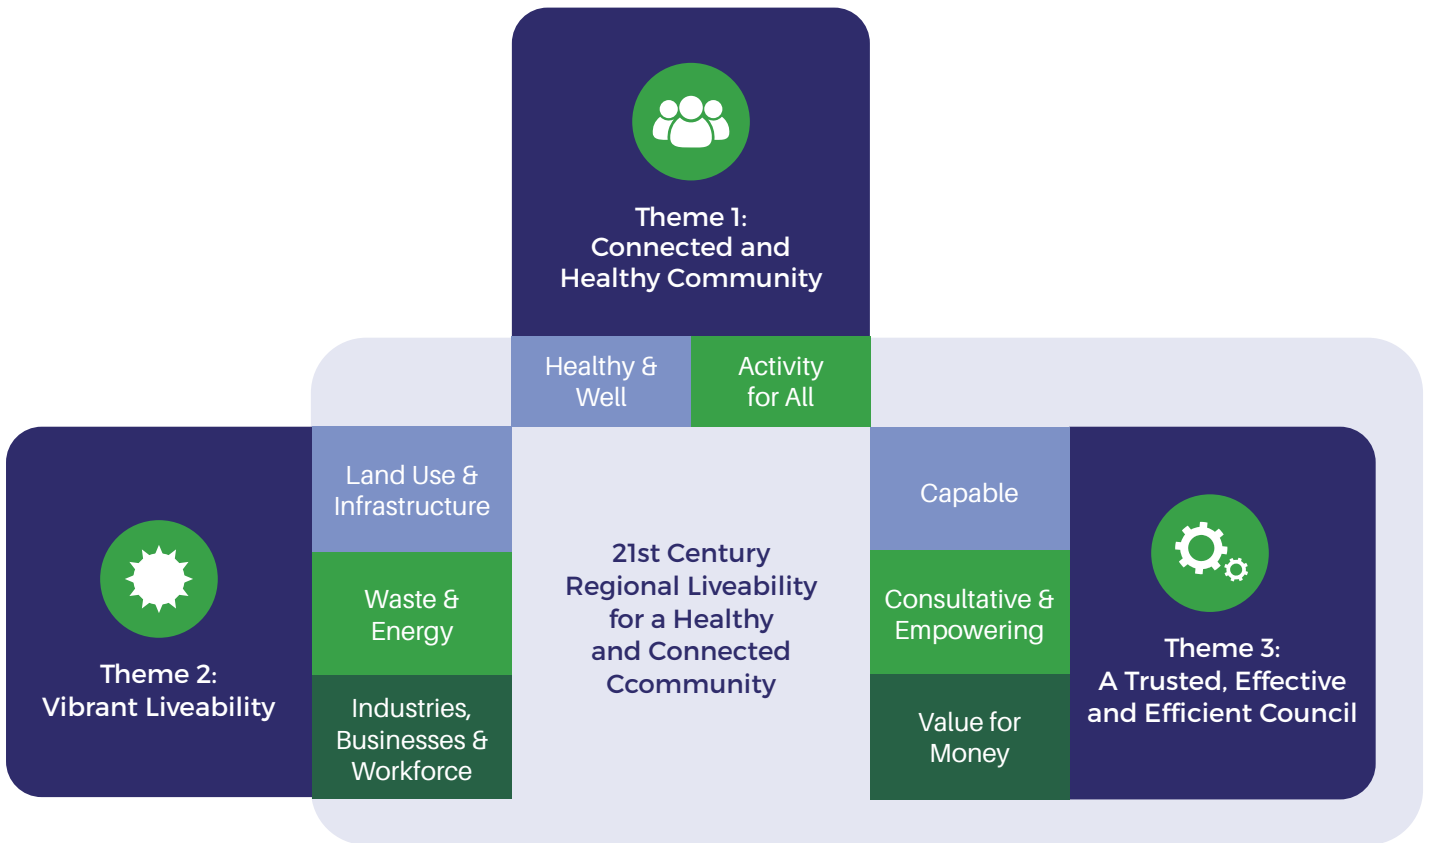 Theme 1:
Connected and
Healthy Community
Healthy &
Well
Activity
for All
Theme 2:
Vibrant Liveability
Land Use &
Infrastructure
Waste &
Energy
Industries,
Businesses &
Workforce
21st Century
Regional Liveability
for a Healthy
and Connected
Ccommunity
Capable
Consultative &
Empowering
Value for
Money
Theme 3:
A Trusted, Effective
and Efficient Council